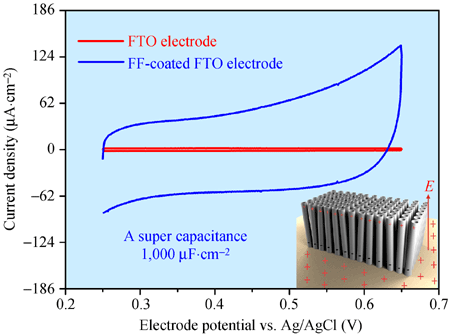 186
124
62
0
−62
−124
−186
Current density (µA·cm−2)
FTO electrode
FF-coated FTO electrode
A super capacitance
1,000 µF·cm−2
E
0.2 0.3 0.4 0.5 0.6 0.7
Electrode potential vs. Ag/AgCl (V)